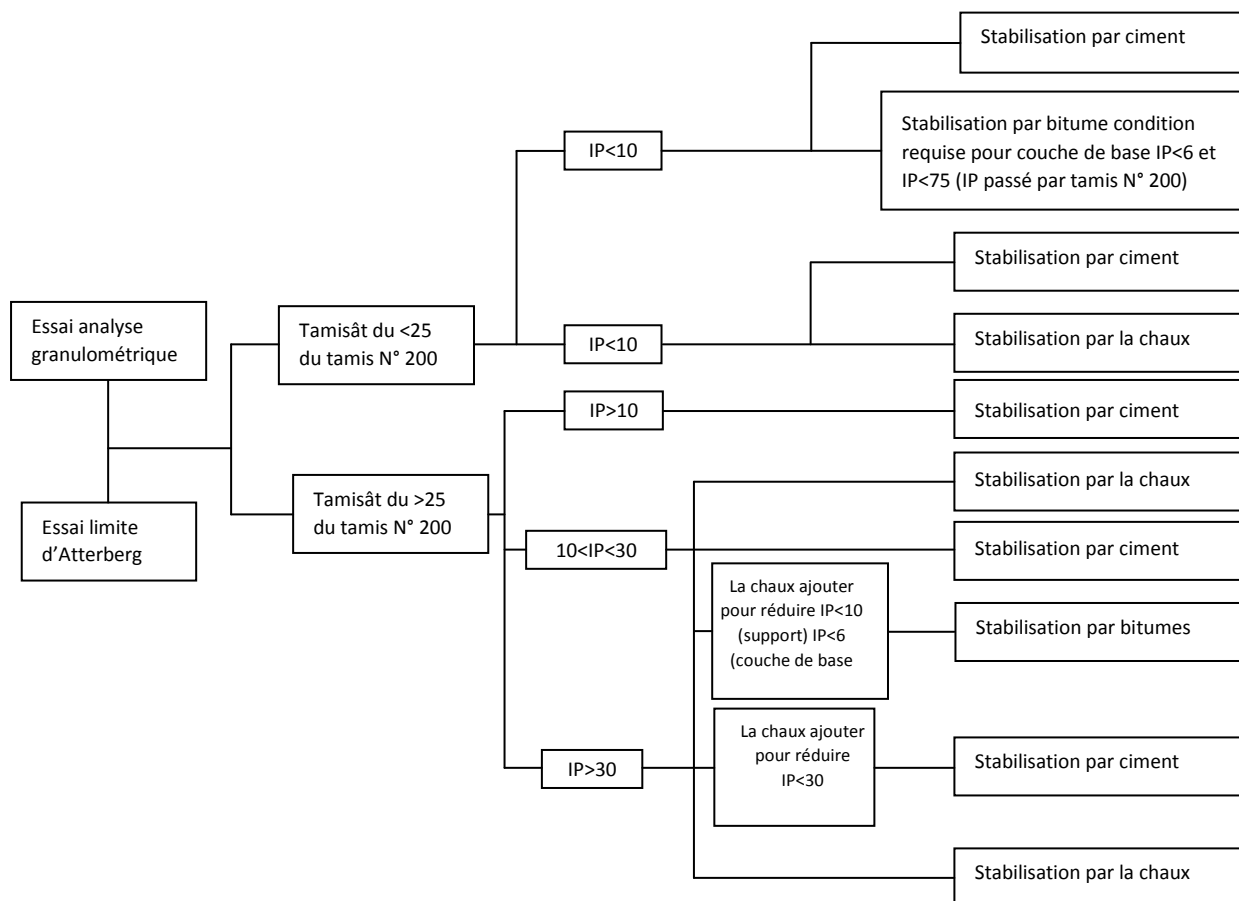 Stabilisation par ciment
Stabilisation par bitume condition
requise pour couche de base IP<6 et
IP<75 (IP passé par tamis N° 200)
IP<10
Stabilisation par ciment
Essai analyse
granulométrique
Tamisât du <25
du tamis N° 200
IP<10
Stabilisation par la chaux
IP>10
Stabilisation par ciment
Essai limite
d’Atterberg
Tamisât du >25
du tamis N° 200
Stabilisation par la chaux
10<IP<30
Stabilisation par ciment
La chaux ajouter
pour réduire IP<10
(support) IP<6
(couche de base
Stabilisation par bitumes
IP>30
La chaux ajouter
pour réduire
IP<30
Stabilisation par ciment
Stabilisation par la chaux